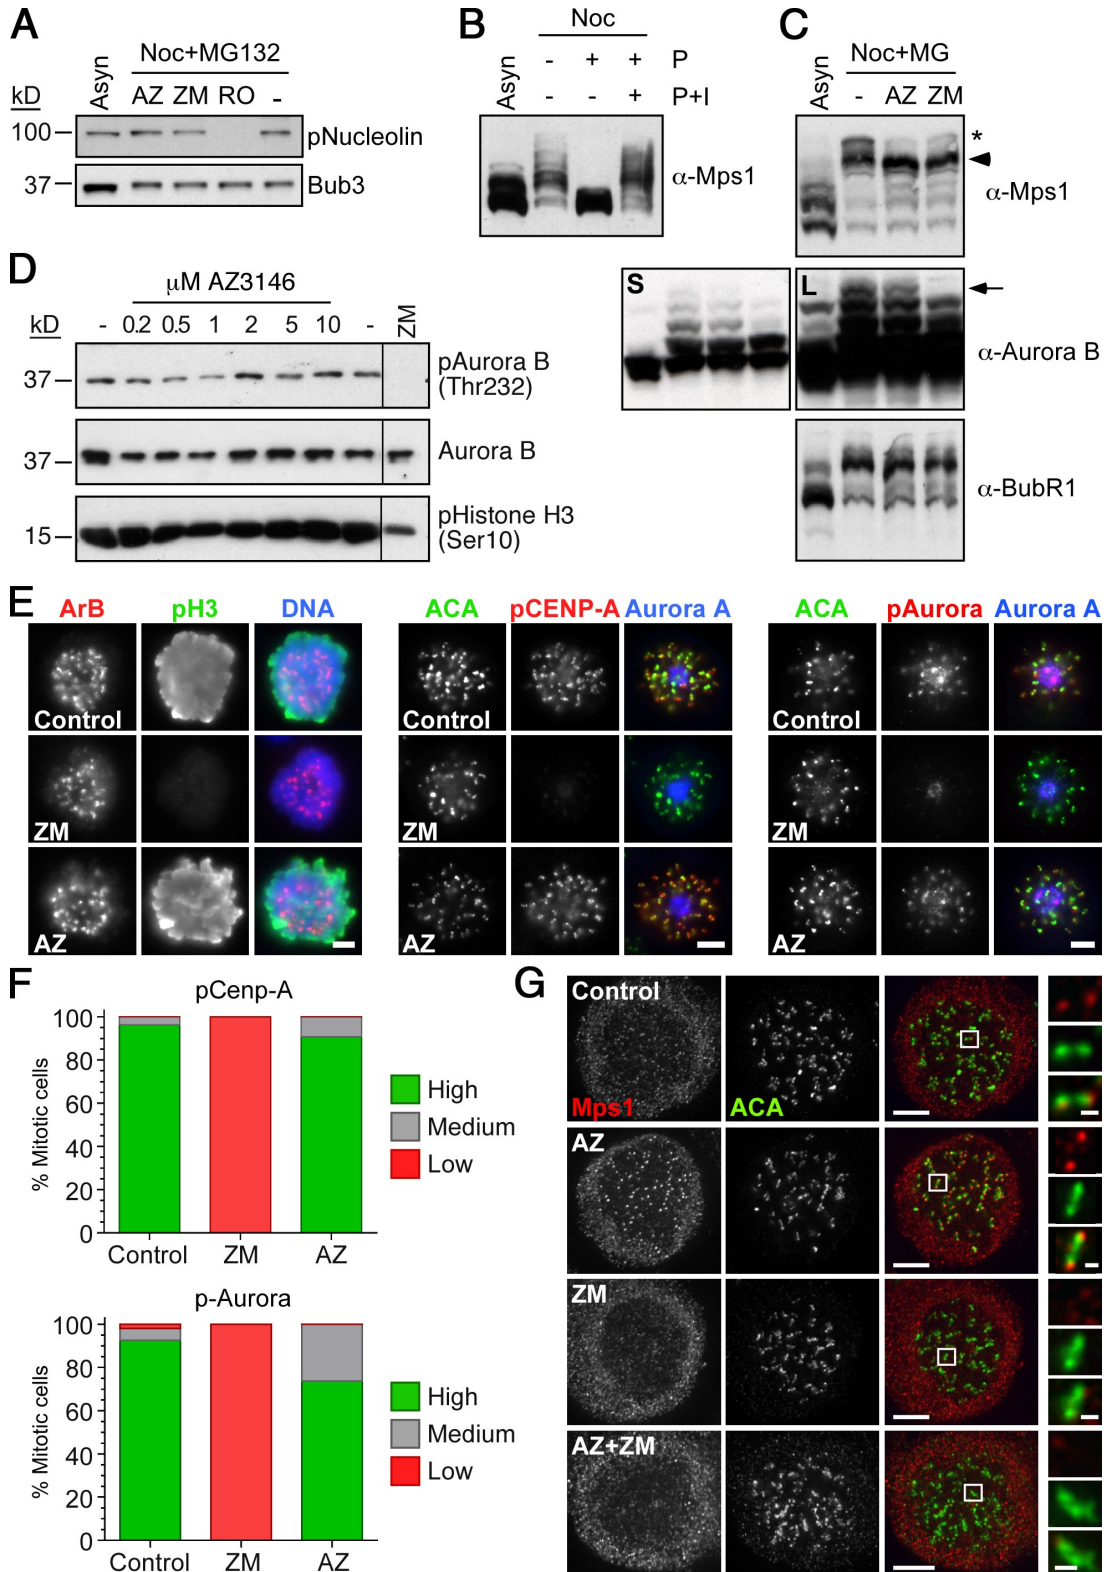 A
Noc+MG132
kD
Asyn
AZ ZM RO -
100
pNucleolin
37
Bub3
B
Noc
Asyn
- + + P
- - + P+I
α-Mps1
C
Noc+MG
Asyn
- AZ ZM
*
α-Mps1
S
L
α-Aurora B
α-BubR1
D
μM AZ3146
kD
- 0.2 0.5 1 2 5 10 - ZM
37
pAurora B
(Thr232)
37
Aurora B
15
pHistone H3
(Ser10)
E
ArB pH3 DNA
Control
ZM
AZ
ACA pCENP-A Aurora A
Control
ZM
AZ
ACA pAurora Aurora A
Control
ZM
AZ
F
pCenp-A
% Mitotic cells
100
80
60
40
20
0
Control ZM AZ
High
Medium
Low
p-Aurora
% Mitotic cells
100
80
60
40
20
0
Control ZM AZ
High
Medium
Low
G
Control
Mps1
ACA
AZ
ZM
AZ+ZM